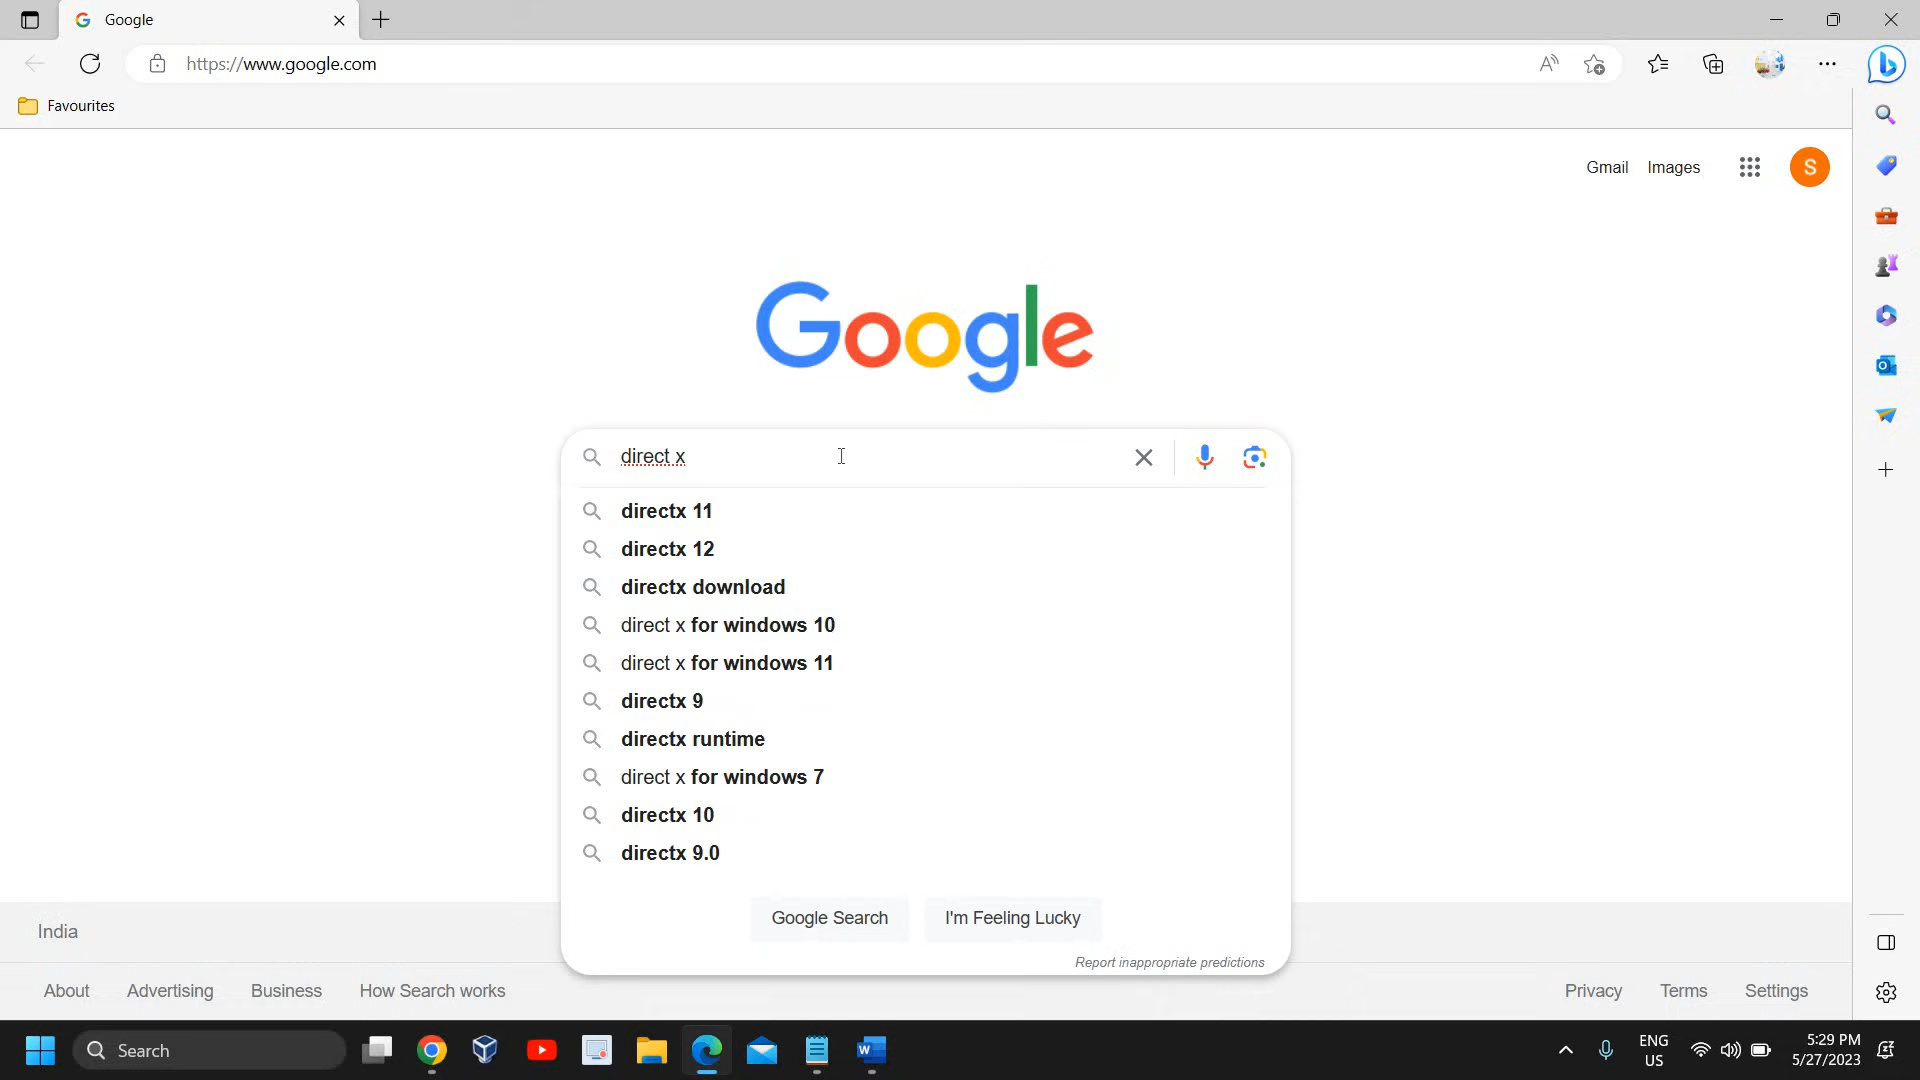 Google
https://www.google.com
Favourites
Gmail Images
S
Google
direct x
directx 11
directx 12
directx download
direct x for windows 10
direct x for windows 11
directx 9
directx runtime
direct x for windows 7
directx 10
directx 9.0
Google Search I'm Feeling Lucky
Report inappropriate predictions
India
About Advertising Business How Search works Privacy Terms Settings
Search
ENG
US
5:29 PM
5/27/2023